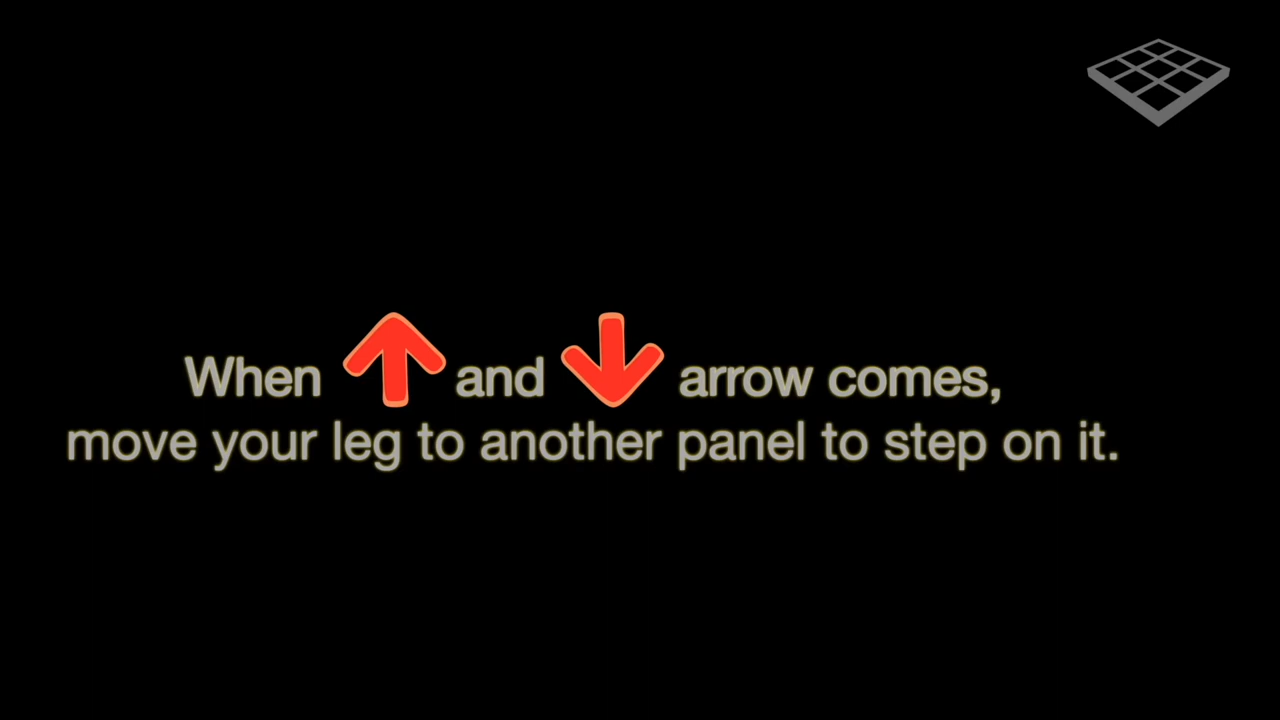 When ↑ and ↓ arrow comes,
move your leg to another panel to step on it.